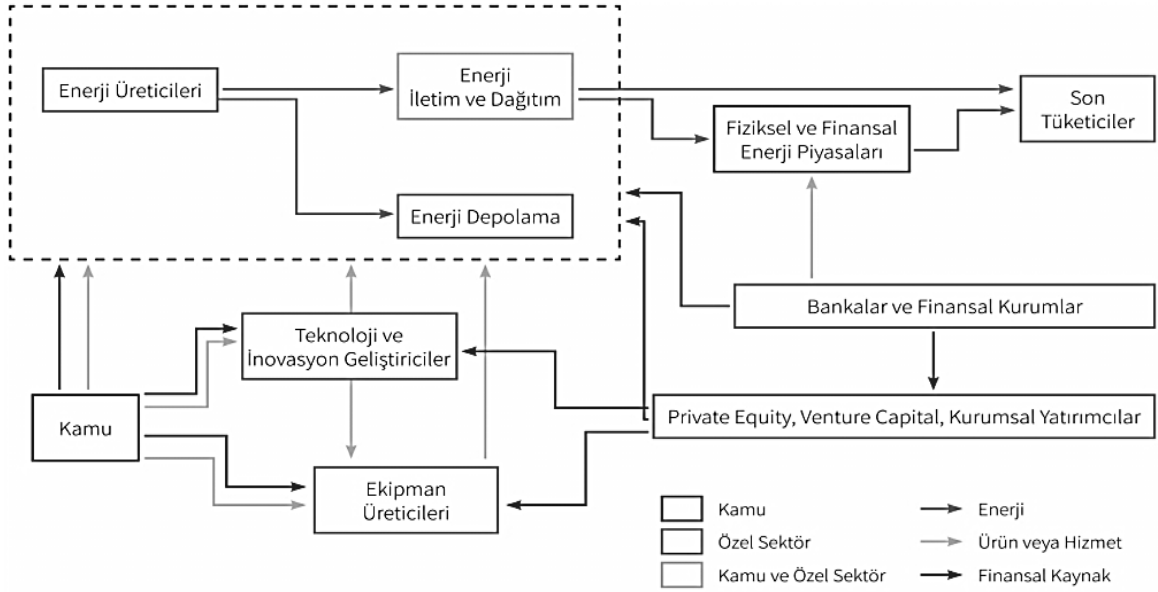 Enerji Üreticileri
Enerji
İletim ve Dağıtım
Son
Tüketiciler
Fiziksel ve Finansal
Enerji Piyasaları
Enerji Depolama
Bankalar ve Finansal Kurumlar
Teknoloji ve
İnovasyon Geliştiriciler
Kamu
Private Equity, Venture Capital, Kurumsal Yatırımcılar
Ekipman
Üreticileri
Kamu
Özel Sektör
Kamu ve Özel Sektör
Enerji
Ürün veya Hizmet
Finansal Kaynak